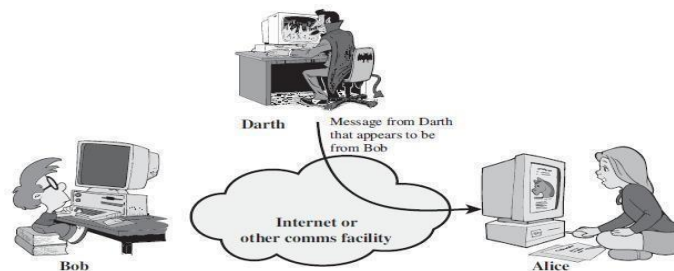 Darth
Message from Darth
that appears to be
from Bob
Internet or
other comms facility
Bob
Alice